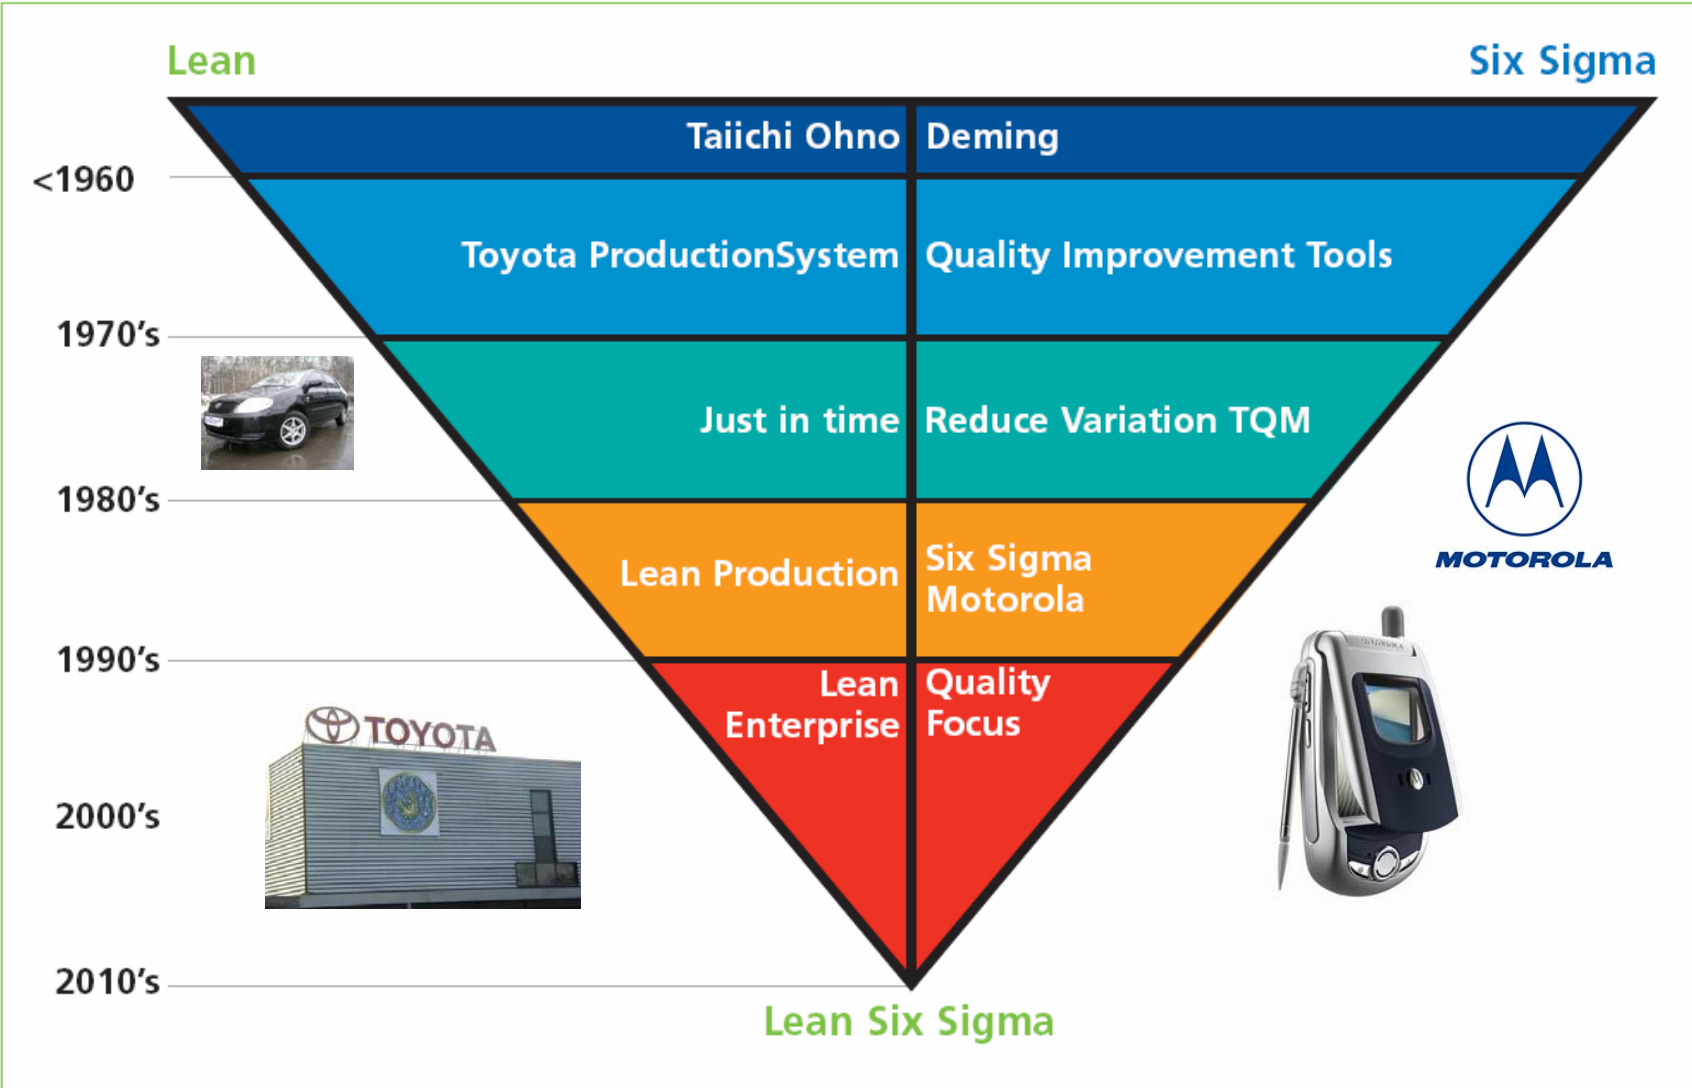 Lean
Six Sigma
Taiichi Ohno
Deming
<1960
Toyota ProductionSystem
Quality Improvement Tools
1970’s
Just in time
Reduce Variation TQM
1980’s
MOTOROLA
Lean Production
Six Sigma
Motorola
1990’s
Lean
Enterprise
Quality
Focus
TOYOTA
2000’s
2010’s
Lean Six Sigma